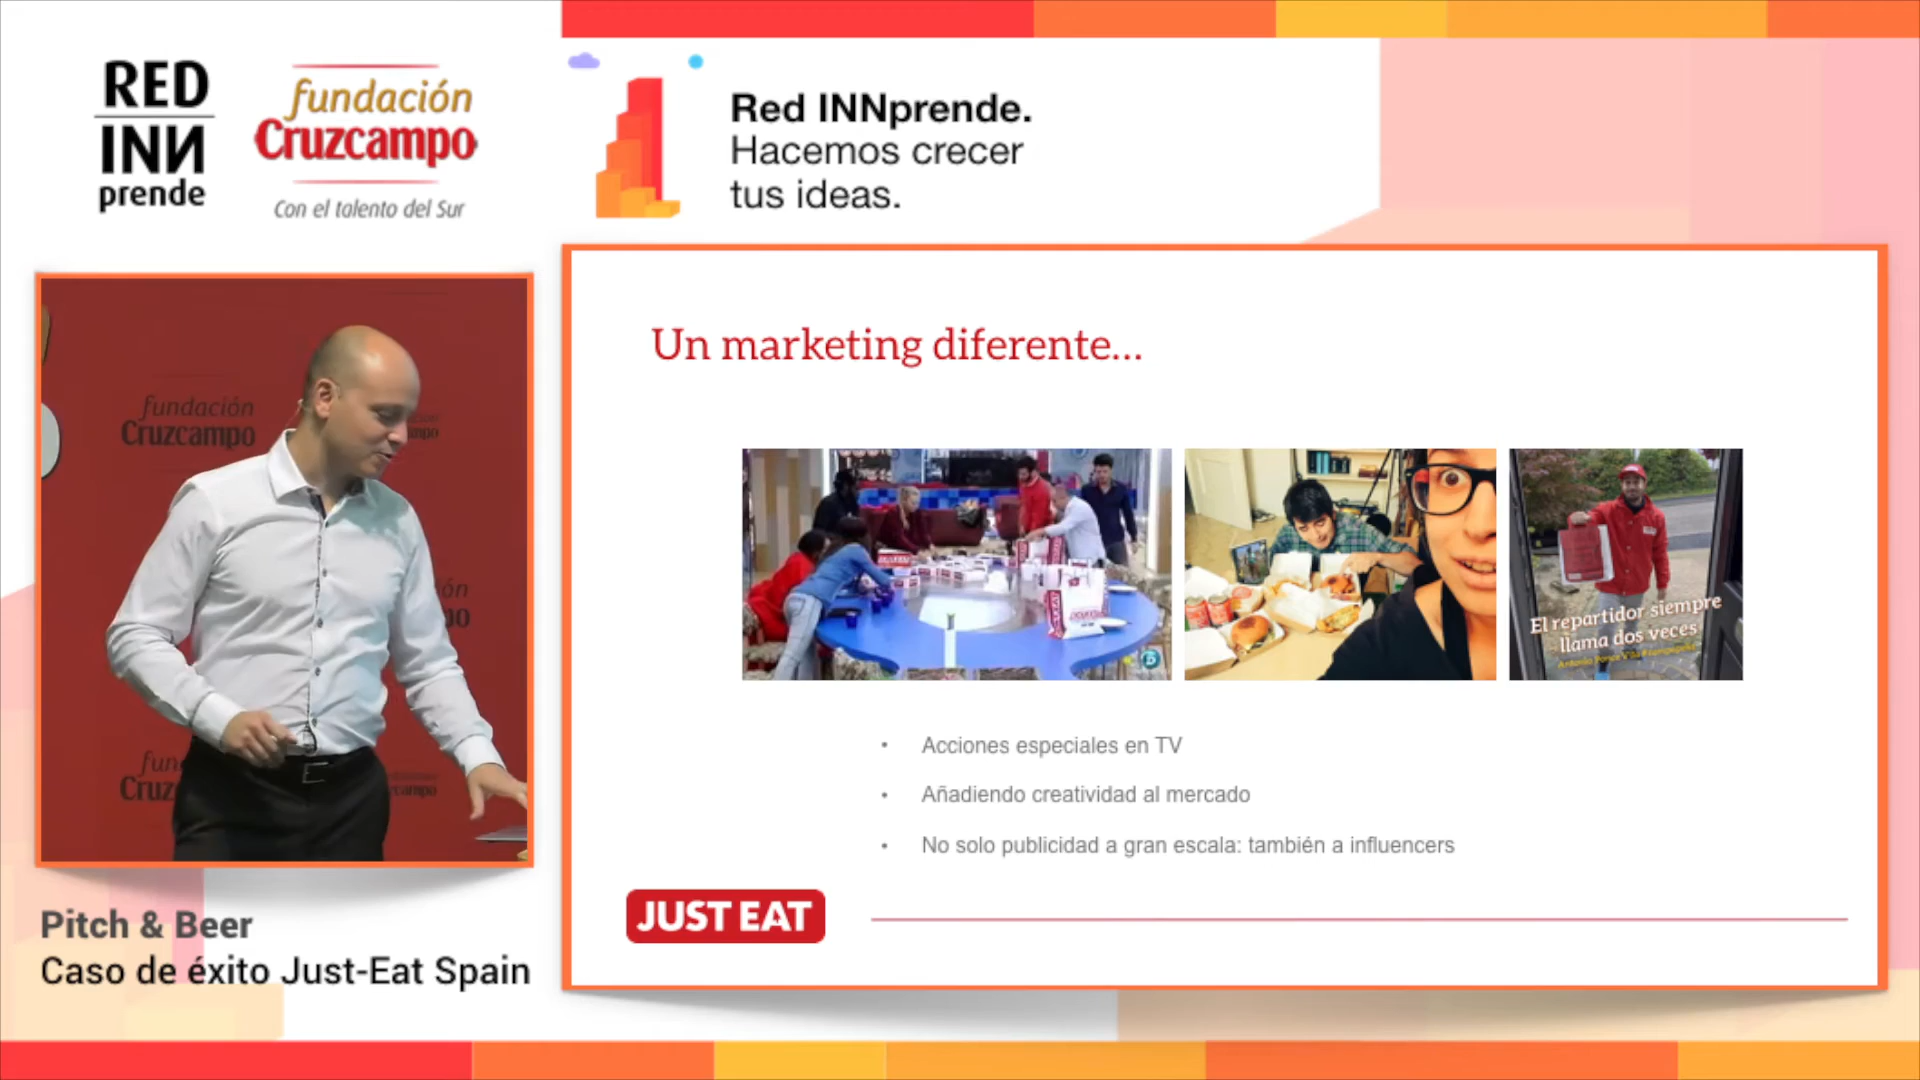 RED
INN
prende
fundación
Cruzcampo
Con el talento del Sur
Red INNprende.
Hacemos crecer
tus ideas.
fundación
Cruzcampo
Un marketing diferente...
El repartidor siempre
llama dos veces
• Acciones especiales en TV
• Añadiendo creatividad al mercado
• No solo publicidad a gran escala: también a influencers
JUST EAT
Pitch & Beer
Caso de éxito Just-Eat Spain